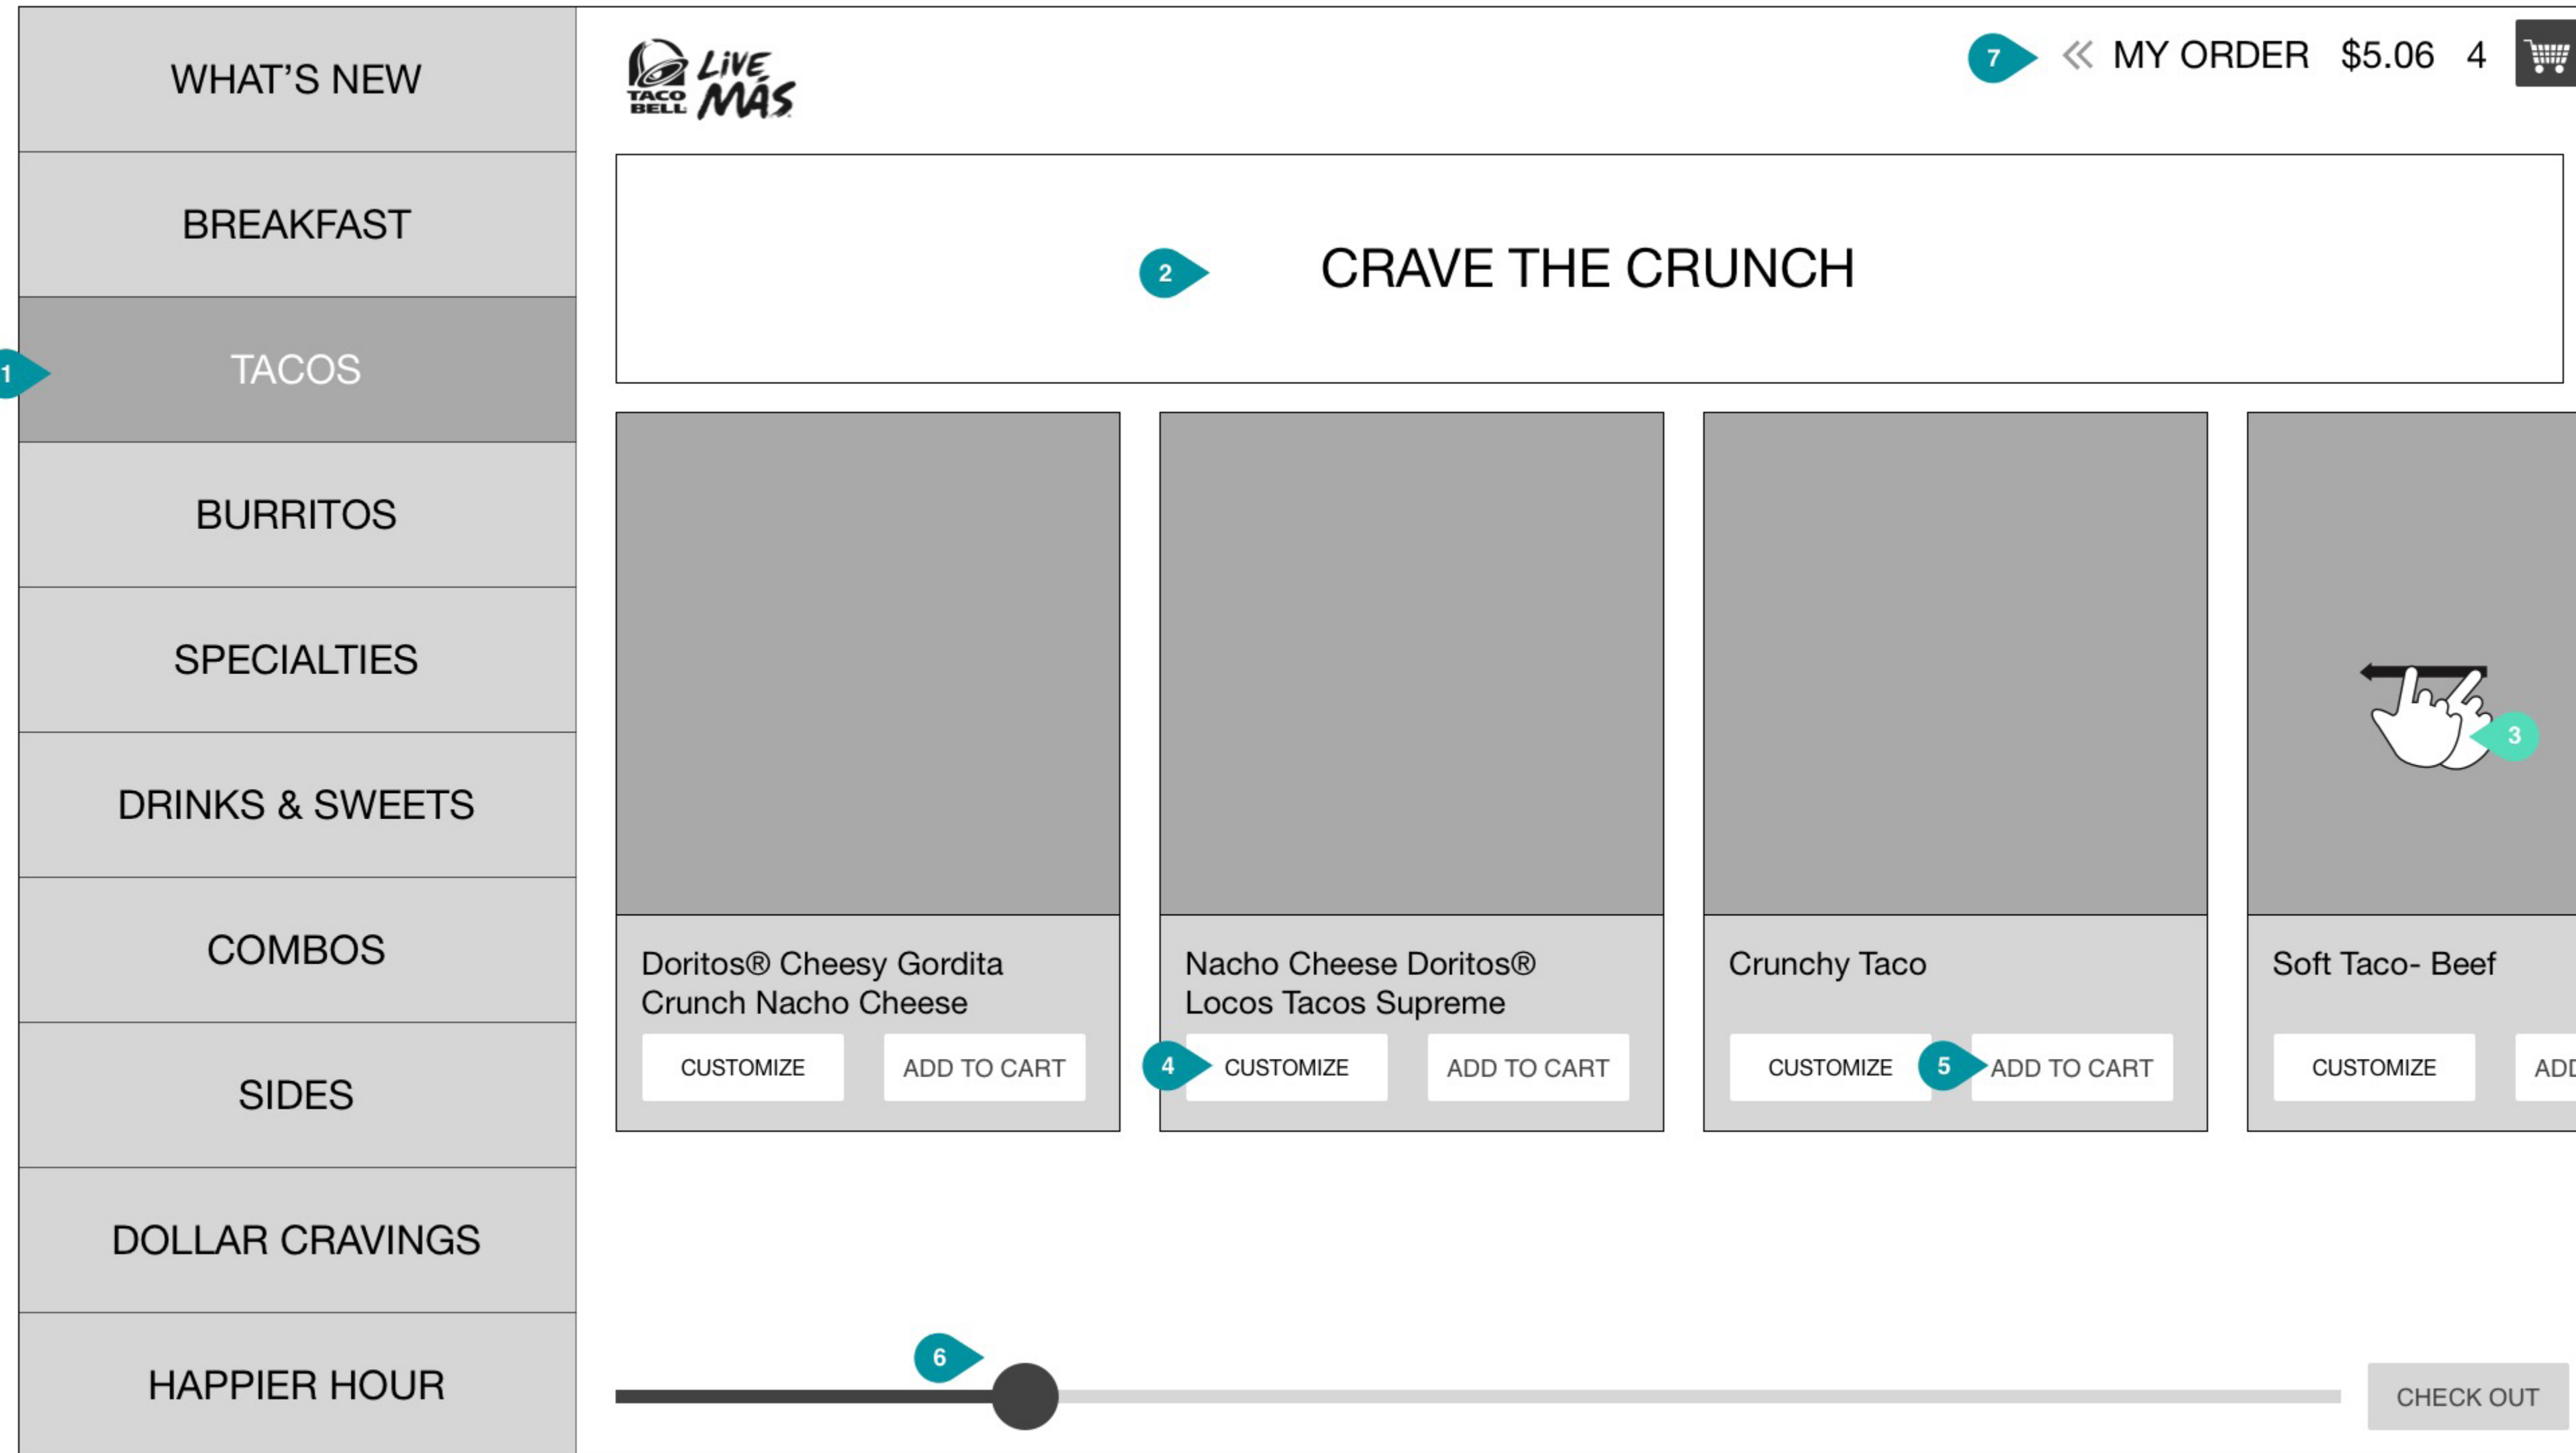 WHAT'S NEW
BREAKFAST
1
TACOS
BURRITOS
SPECIALTIES
DRINKS & SWEETS
COMBOS
SIDES
DOLLAR CRAVINGS
HAPPIER HOUR
TACO
BELL
LIVE
MÁS
7
« MY ORDER $5.06 4
2
CRAVE THE CRUNCH
3
Doritos® Cheesy Gordita
Crunch Nacho Cheese
CUSTOMIZE
ADD TO CART
Nacho Cheese Doritos®
Locos Tacos Supreme
4
CUSTOMIZE
ADD TO CART
Crunchy Taco
CUSTOMIZE
5
ADD TO CART
Soft Taco- Beef
CUSTOMIZE
ADD
6
CHECK OUT